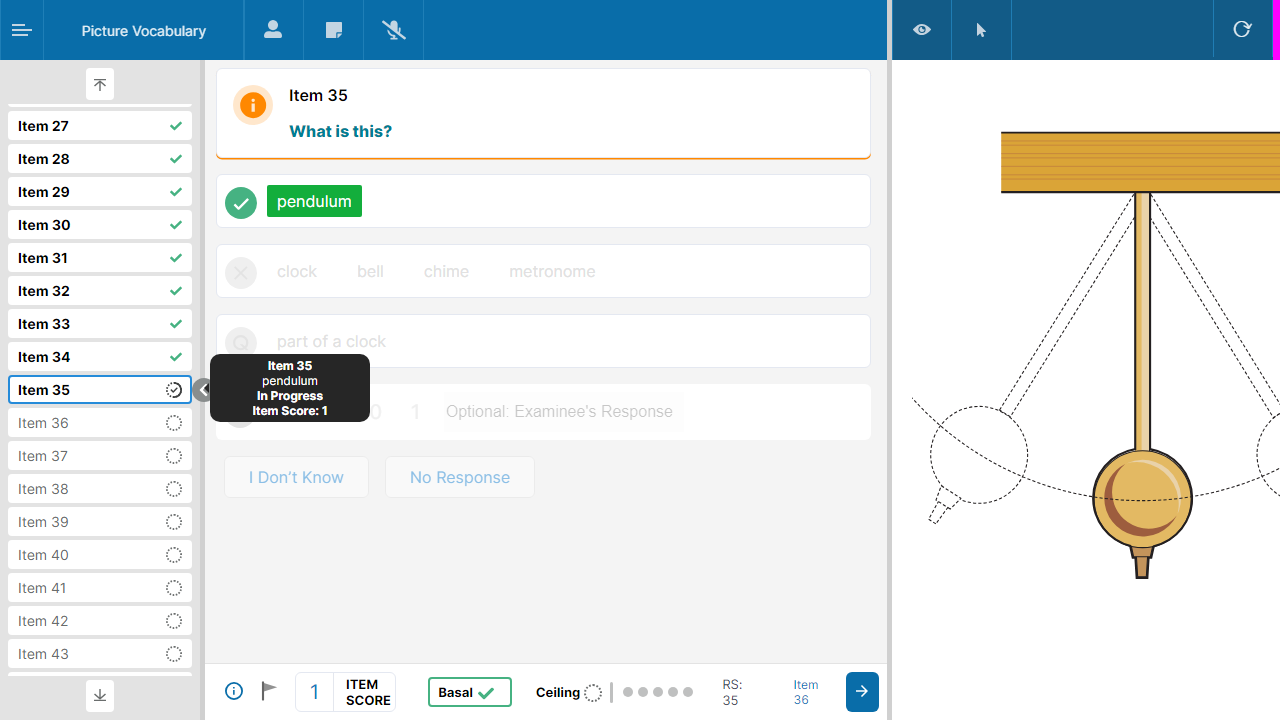 Picture Vocabulary
Item 27
Item 28
Item 29
Item 30
Item 31
Item 32
Item 33
Item 34
Item 35
Item 36
Item 37
Item 38
Item 39
Item 40
Item 41
Item 42
Item 43
Item 35
What is this?
pendulum
clock bell chime metronome
Q part of a clock
Item 35
pendulum
In Progress
Item Score: 1
0 1 Optional: Examinee's Response
I Don't Know No Response
1 ITEM SCORE
Basal
Ceiling
RS: 35
Item 36